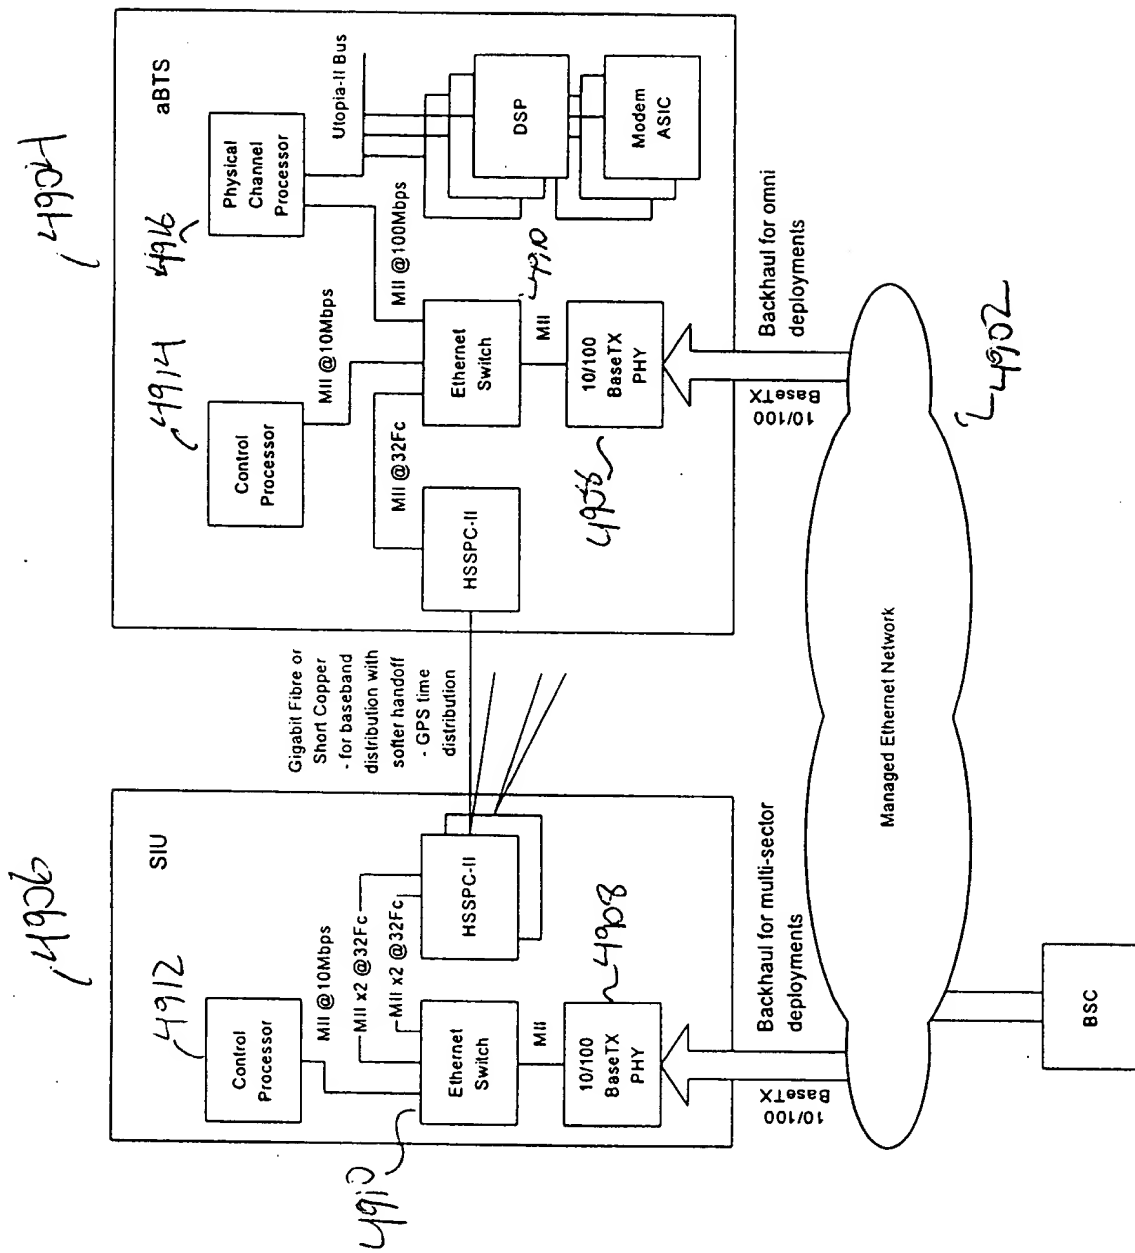 4906
SIU
4912
Control
Processor
MII @10Mbps
MII x2 @32Fc
MII x2 @32Fc
4910
Ethernet
Switch
HSSPC-II
MII
4908
10/100
BaseTX
PHY
10/100
BaseTX
Backhaul for multi-sector
deployments
Gigabit Fibre or
Short Copper
- for baseband
distribution with
softer handoff
- GPS time
distribution
4904
aBTS
4914
Control
Processor
4916
Physical
Channel
Processor
Utopia-II Bus
MII @10Mbps
MII @100Mbps
MII @32Fc
HSSPC-II
Ethernet
Switch
4910
DSP
Modem
ASIC
MII
10/100
BaseTX
PHY
10/100
BaseTX
Backhaul for omni
deployments
Managed Ethernet Network
4902
BSC